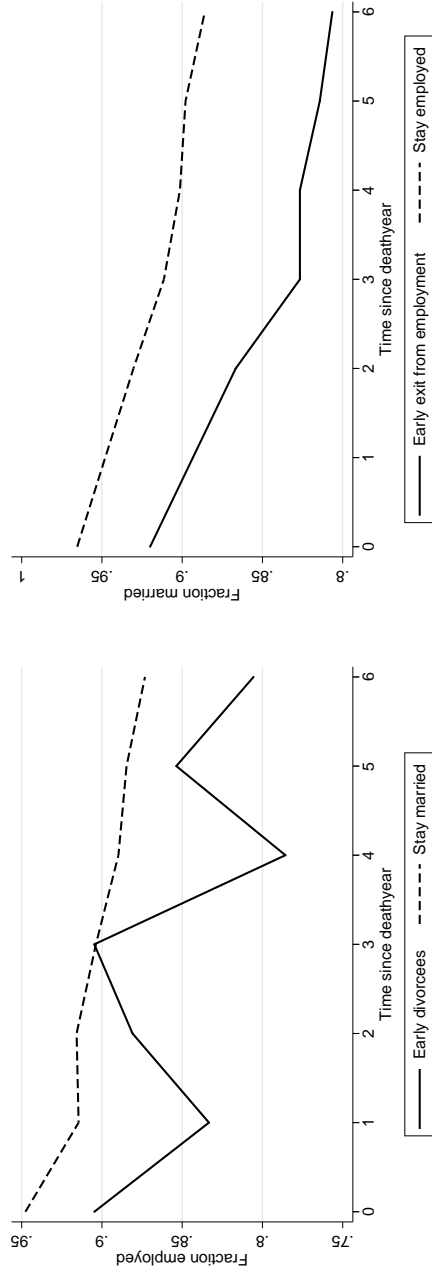 .95
.9
.85
.8
.75
Fraction employed
0 1 2 3 4 5 6
Time since deathyear
Early divorcees Stay married
1
.95
.9
.85
.8
Fraction married
0 1 2 3 4 5 6
Time since deathyear
Early exit from employment Stay employed